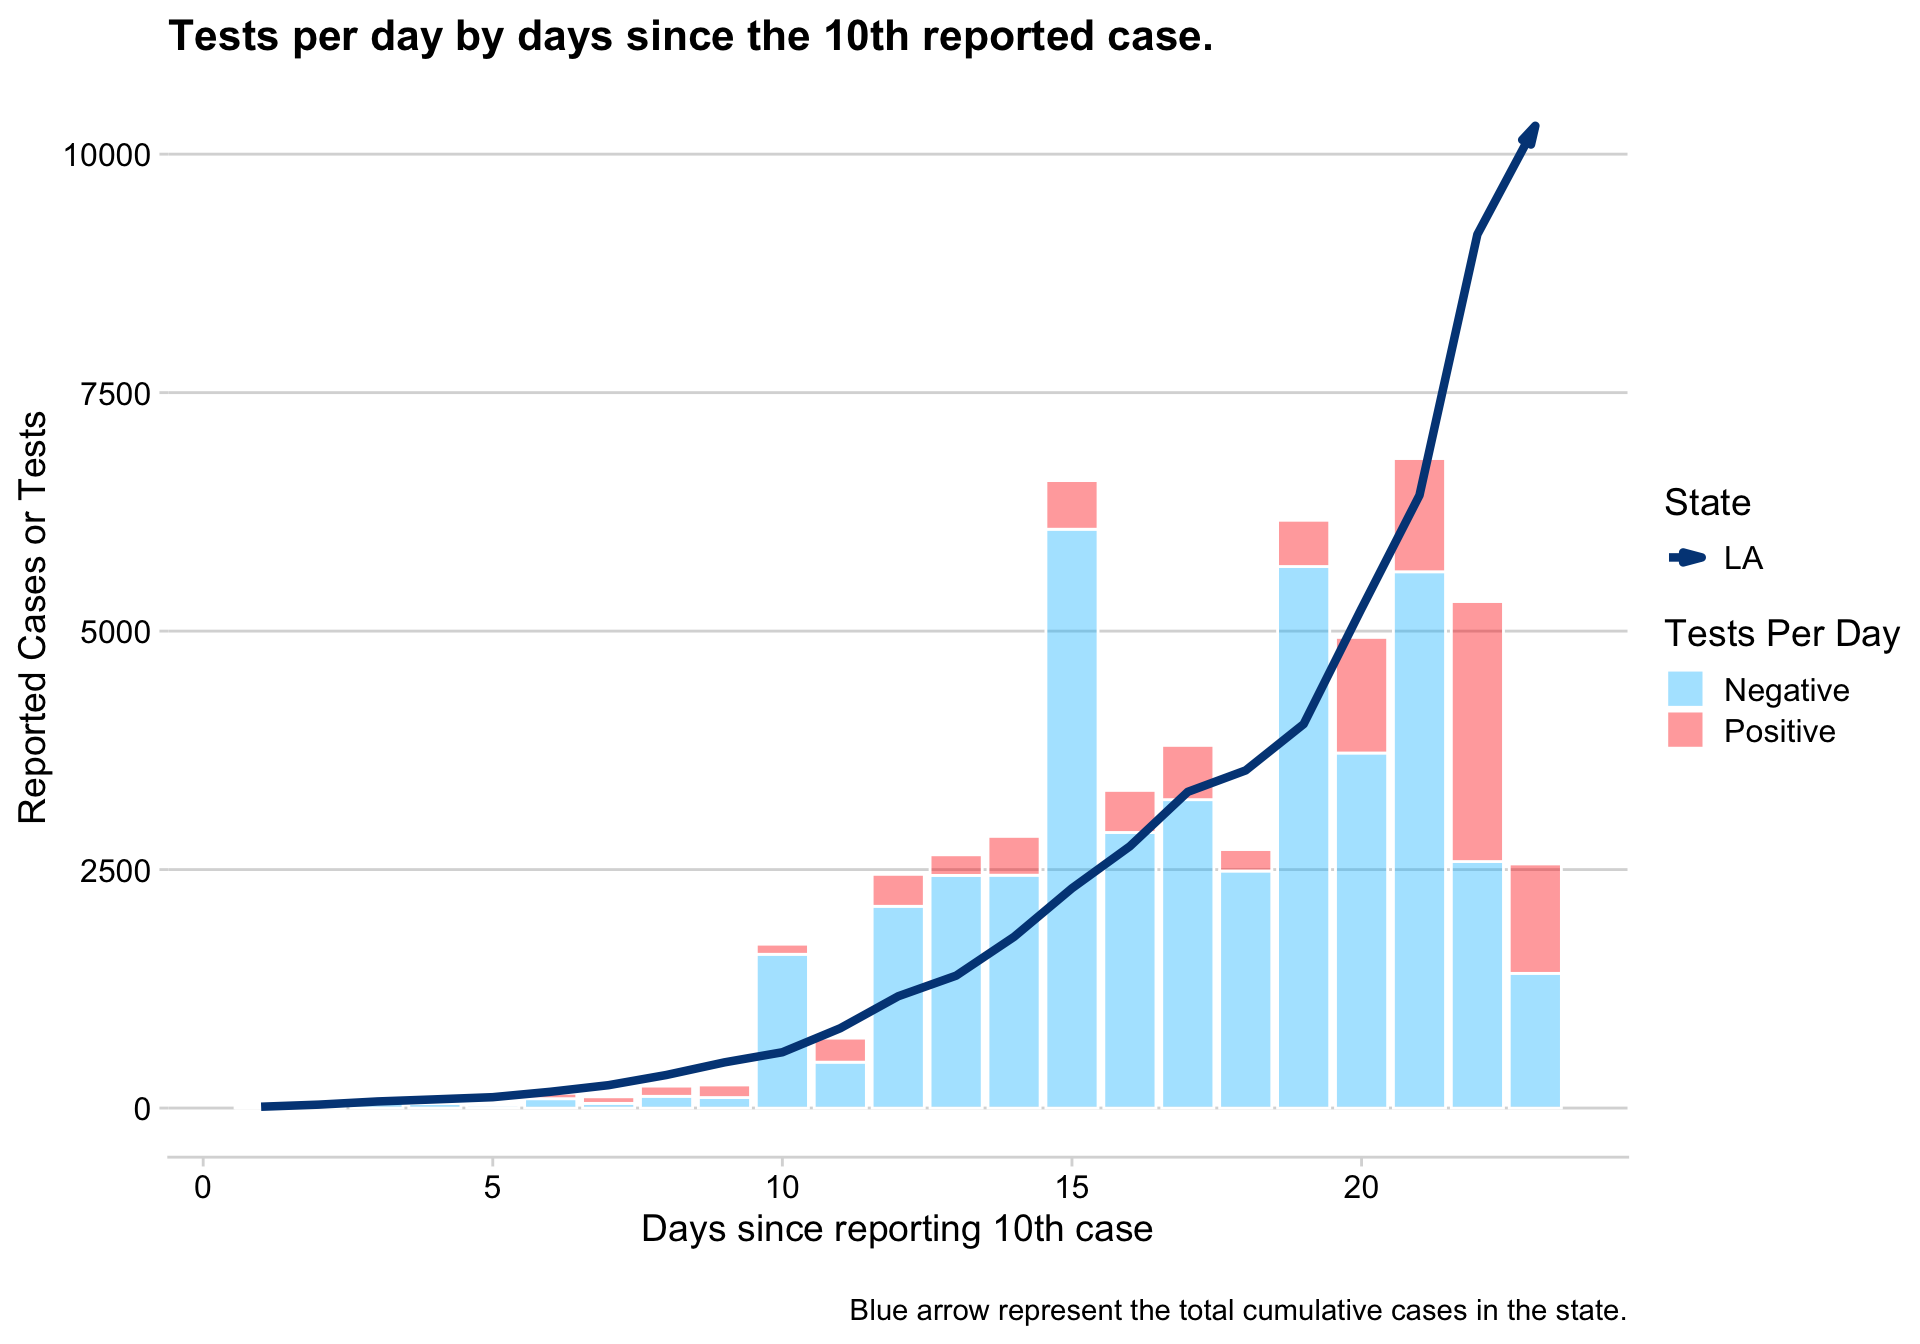 Tests per day by days since the 10th reported case.
10000
7500
5000
2500
0
Reported Cases or Tests
0 5 10 15 20
Days since reporting 10th case
State
LA
Tests Per Day
Negative
Positive
Blue arrow represent the total cumulative cases in the state.